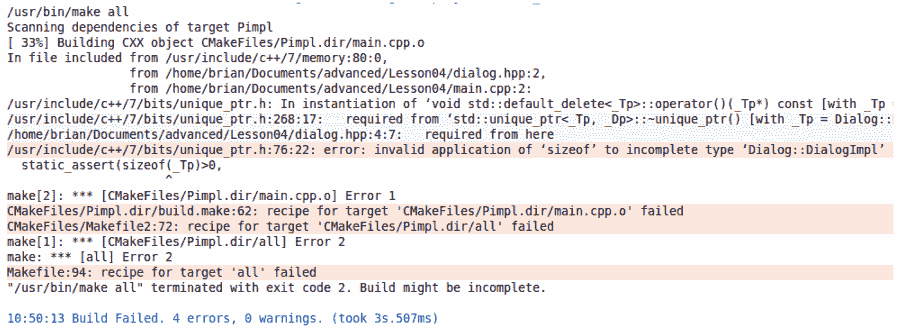 /usr/bin/make all
Scanning dependencies of target Pimpl
[ 33%] Building CXX object CMakeFiles/Pimpl.dir/main.cpp.o
In file included from /usr/include/c++/7/memory:80:0,
from /home/brian/Documents/advanced/Lesson04/dialog.hpp:2,
from /home/brian/Documents/advanced/Lesson04/main.cpp:2:
/usr/include/c++/7/bits/unique_ptr.h: In instantiation of ‘void std::default_delete<_Tp>::operator()(_Tp*) const [with _Tp
/usr/include/c++/7/bits/unique_ptr.h:268:17:   required from ‘std::unique_ptr<_Tp, _Dp>::~unique_ptr() [with _Tp = Dialog::
/home/brian/Documents/advanced/Lesson04/dialog.hpp:4:7:   required from here
/usr/include/c++/7/bits/unique_ptr.h:76:22: error: invalid application of ‘sizeof’ to incomplete type ‘Dialog::DialogImpl’
static_assert(sizeof(_Tp)>0,
^
make[2]: *** [CMakeFiles/Pimpl.dir/main.cpp.o] Error 1
CMakeFiles/Pimpl.dir/build.make:62: recipe for target 'CMakeFiles/Pimpl.dir/main.cpp.o' failed
CMakeFiles/Makefile2:72: recipe for target 'CMakeFiles/Pimpl.dir/all' failed
make[1]: *** [CMakeFiles/Pimpl.dir/all] Error 2
make: *** [all] Error 2
Makefile:94: recipe for target 'all' failed
"/usr/bin/make all" terminated with exit code 2. Build might be incomplete.
10:50:13 Build Failed. 4 errors, 0 warnings. (took 3s.507ms)